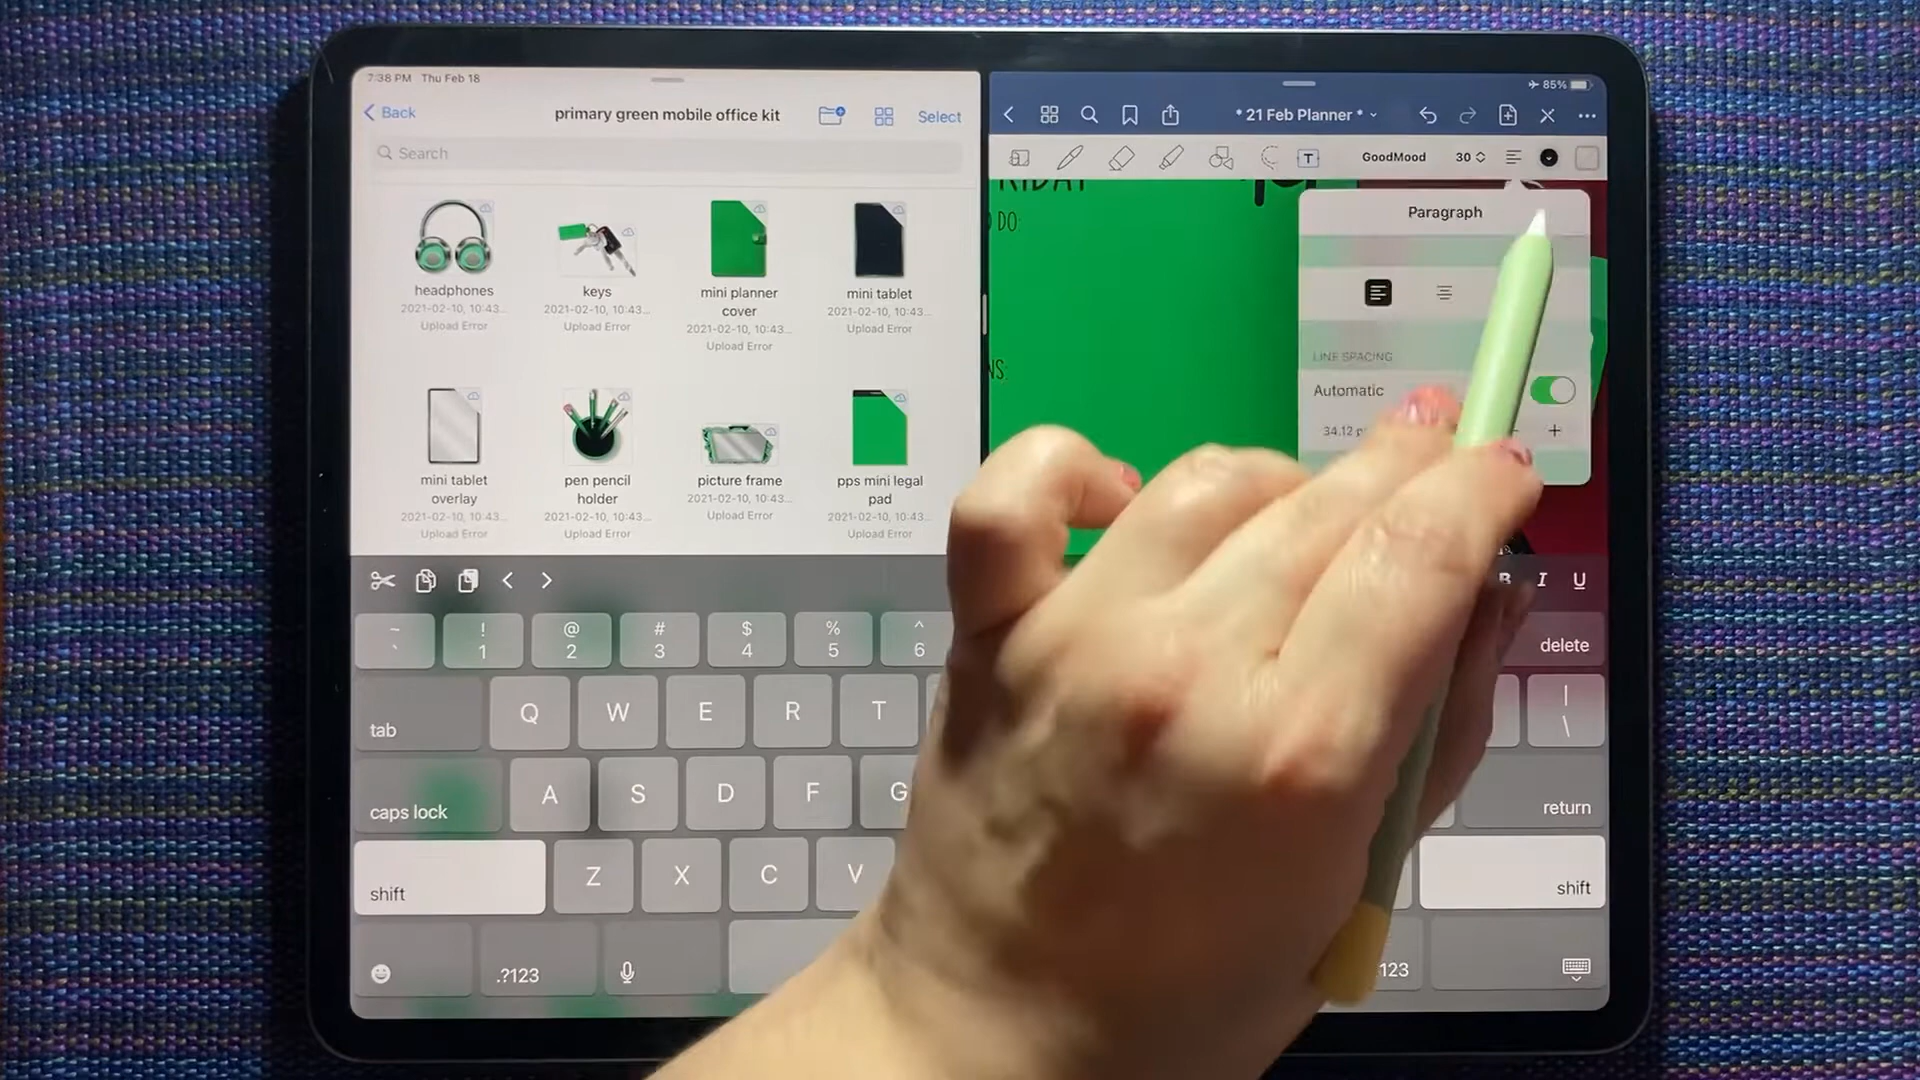 7:38 PM Thu Feb 18
85%
Back
primary green mobile office kit
Select
Search
headphones
2021-02-10, 10:43...
Upload Error
keys
2021-02-10, 10:43...
Upload Error
mini planner
cover
2021-02-10, 10:43...
Upload Error
mini tablet
2021-02-10, 10:43...
Upload Error
mini tablet
overlay
2021-02-10, 10:43...
Upload Error
pen pencil
holder
2021-02-10, 10:43...
Upload Error
picture frame
2021-02-10, 10:43...
Upload Error
pps mini legal
pad
2021-02-10, 10:43...
Upload Error
* 21 Feb Planner *
T GoodMood 30
RIDAY
DO:
NS:
Paragraph
LINE SPACING
Automatic
34.12 p
+
B I U
~ ! @ # $ % ^
` 1 2 3 4 5 6
delete
tab Q W E R T | \
caps lock A S D F G return
shift Z X C V shift
.?123 123